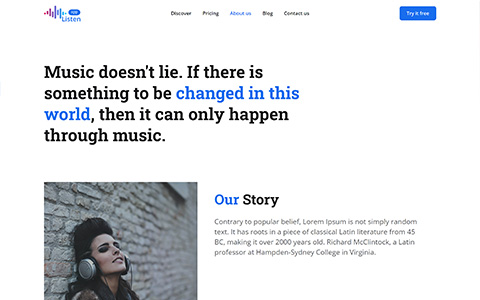 Listen
Discover
Pricing
About us
Blog
Contact us
Try it free
Music doesn't lie. If there is
something to be changed in this
world, then it can only happen
through music.
Our Story
Contrary to popular belief, Lorem Ipsum is not simply random
text. It has roots in a piece of classical Latin literature from 45
BC, making it over 2000 years old. Richard McClintock, a Latin
professor at Hampden-Sydney College in Virginia.